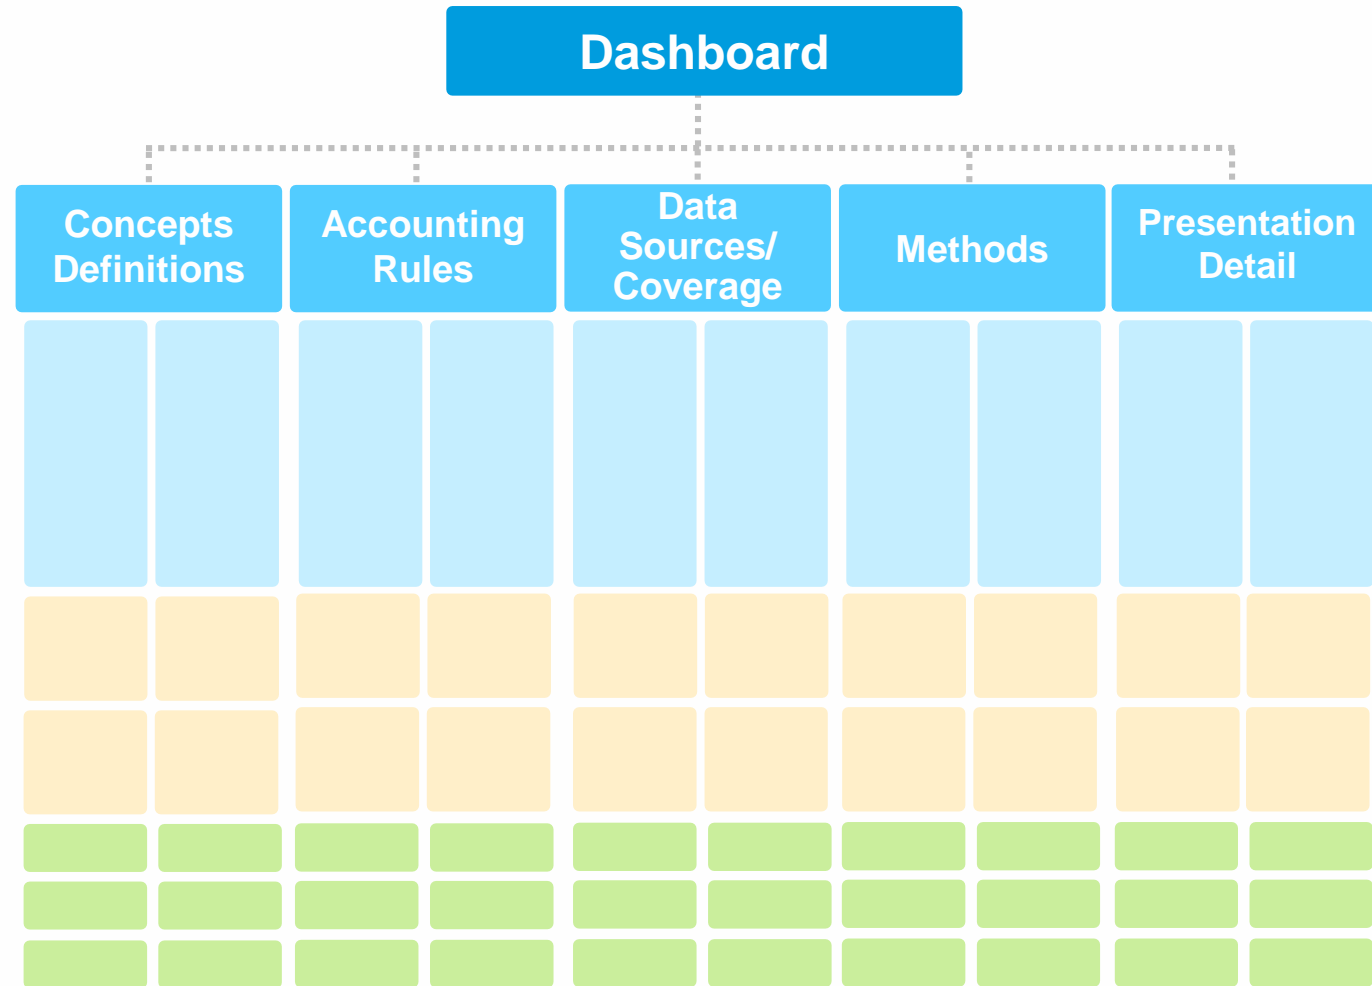 Dashboard
Concepts
Definitions
Accounting
Rules
Data
Sources/
Coverage
Methods
Presentation
Detail